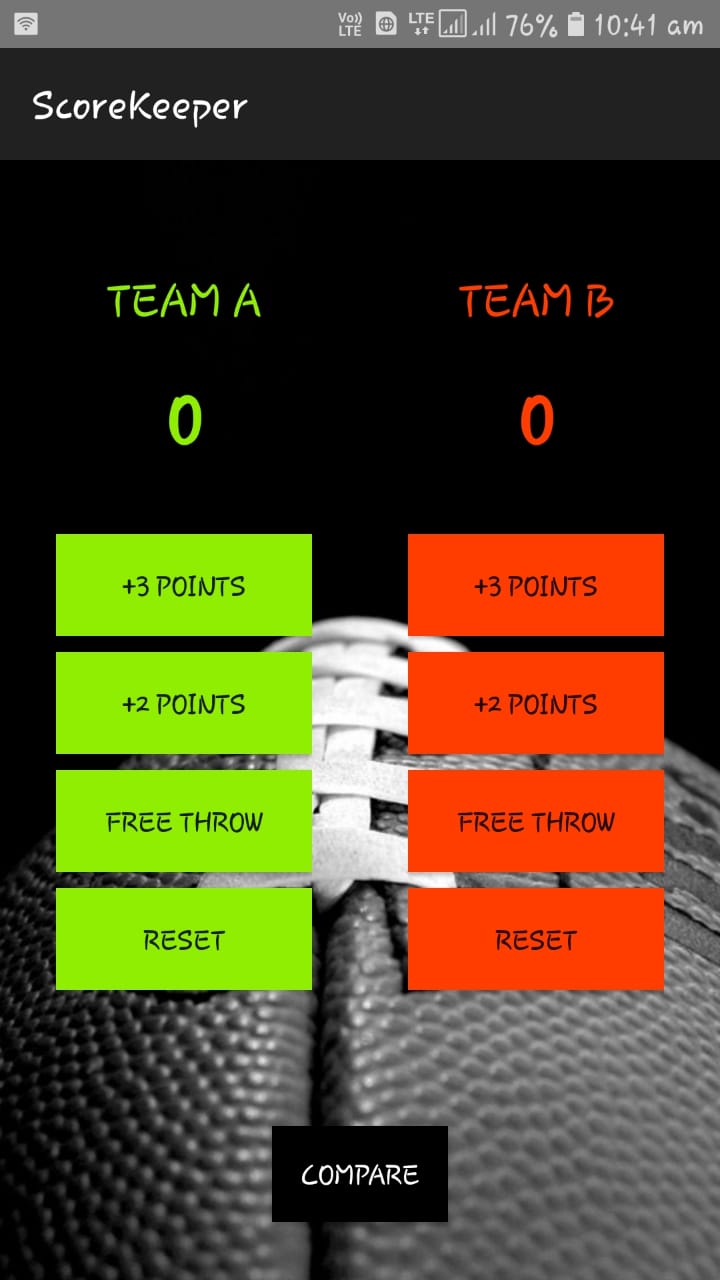 Vo)) LTE LTE 76% 10:41 am
ScoreKeeper
TEAM A TEAM B
0 0
+3 POINTS +3 POINTS
+2 POINTS +2 POINTS
FREE THROW FREE THROW
RESET RESET
COMPARE